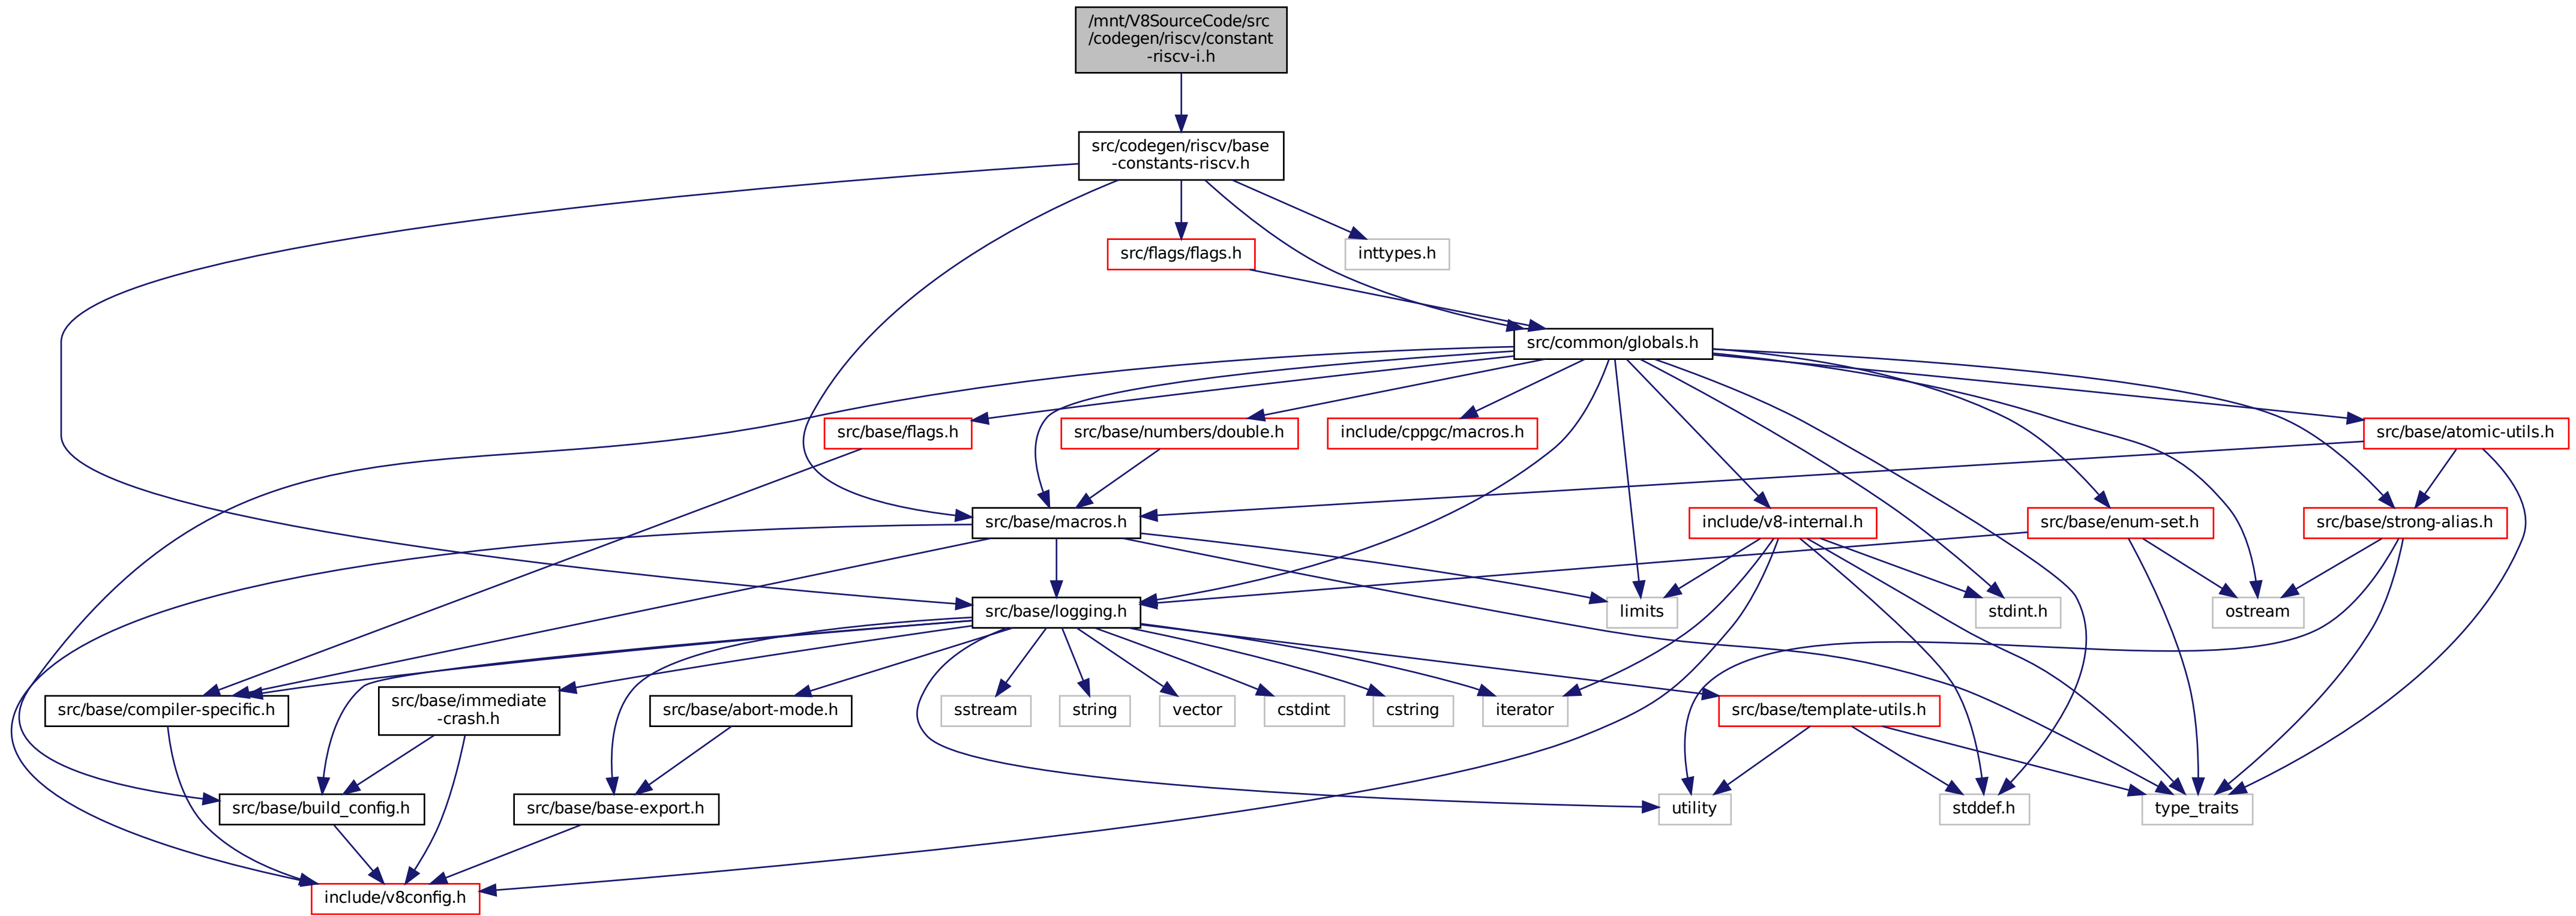 /mnt/V8SourceCode/src
/codegen/riscv/constant
-riscv-i.h
src/codegen/riscv/base
-constants-riscv.h
src/flags/flags.h
inttypes.h
src/common/globals.h
src/base/flags.h
src/base/numbers/double.h
include/cppgc/macros.h
src/base/atomic-utils.h
src/base/macros.h
include/v8-internal.h
src/base/enum-set.h
src/base/strong-alias.h
src/base/logging.h
limits
stdint.h
ostream
src/base/compiler-specific.h
src/base/immediate
-crash.h
src/base/abort-mode.h
sstream
string
vector
cstdint
cstring
iterator
src/base/template-utils.h
src/base/build_config.h
src/base/base-export.h
utility
stddef.h
type_traits
include/v8config.h